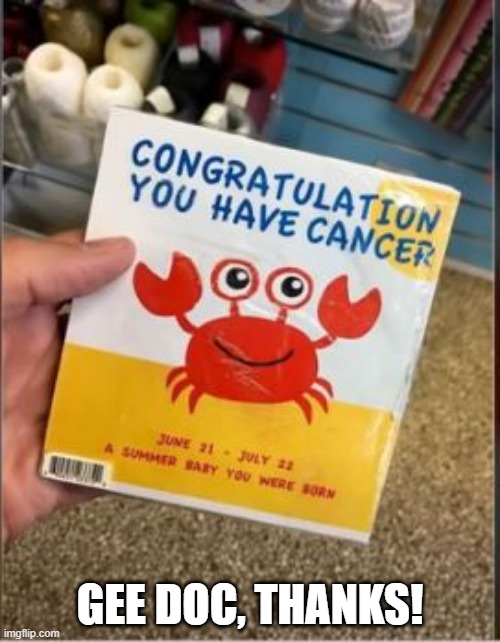 CONGRATULATION
YOU HAVE CANCER
JUNE 21 - JULY 22
A SUMMER BABY YOU WERE BORN
GEE DOC, THANKS!
imgflip.com